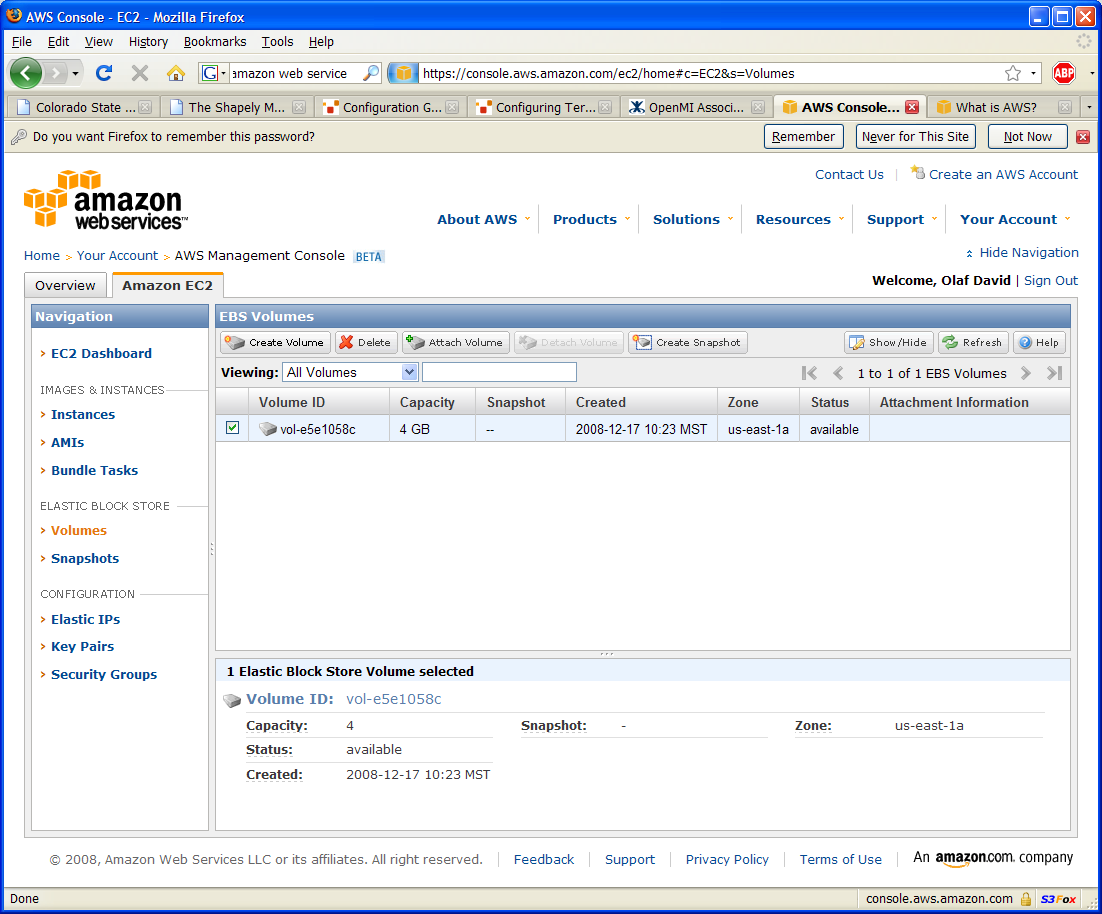 AWS Console - EC2 - Mozilla Firefox
File Edit View History Bookmarks Tools Help
G amazon web service https://console.aws.amazon.com/ec2/home#c=EC2&s=Volumes ABP
Colorado State ... The Shapely M... Configuration G... Configuring Ter... OpenMI Associ... AWS Console... What is AWS?
Do you want Firefox to remember this password? Remember Never for This Site Not Now
Contact Us | Create an AWS Account
amazon
web services™
About AWS Products Solutions Resources Support Your Account
Home > Your Account > AWS Management Console BETA Hide Navigation
Overview Amazon EC2 Welcome, Olaf David | Sign Out
Navigation
EC2 Dashboard
IMAGES & INSTANCES
Instances
AMIs
Bundle Tasks
ELASTIC BLOCK STORE
Volumes
Snapshots
CONFIGURATION
Elastic IPs
Key Pairs
Security Groups
EBS Volumes
Create Volume Delete Attach Volume Detach Volume Create Snapshot Show/Hide Refresh Help
Viewing: All Volumes 1 to 1 of 1 EBS Volumes
Volume ID Capacity Snapshot Created Zone Status Attachment Information
vol-e5e1058c 4 GB -- 2008-12-17 10:23 MST us-east-1a available
1 Elastic Block Store Volume selected
Volume ID: vol-e5e1058c
Capacity: 4 Snapshot: - Zone: us-east-1a
Status: available
Created: 2008-12-17 10:23 MST
© 2008, Amazon Web Services LLC or its affiliates. All right reserved. | Feedback | Support | Privacy Policy | Terms of Use | An amazon.com. company
Done console.aws.amazon.com S3Fox